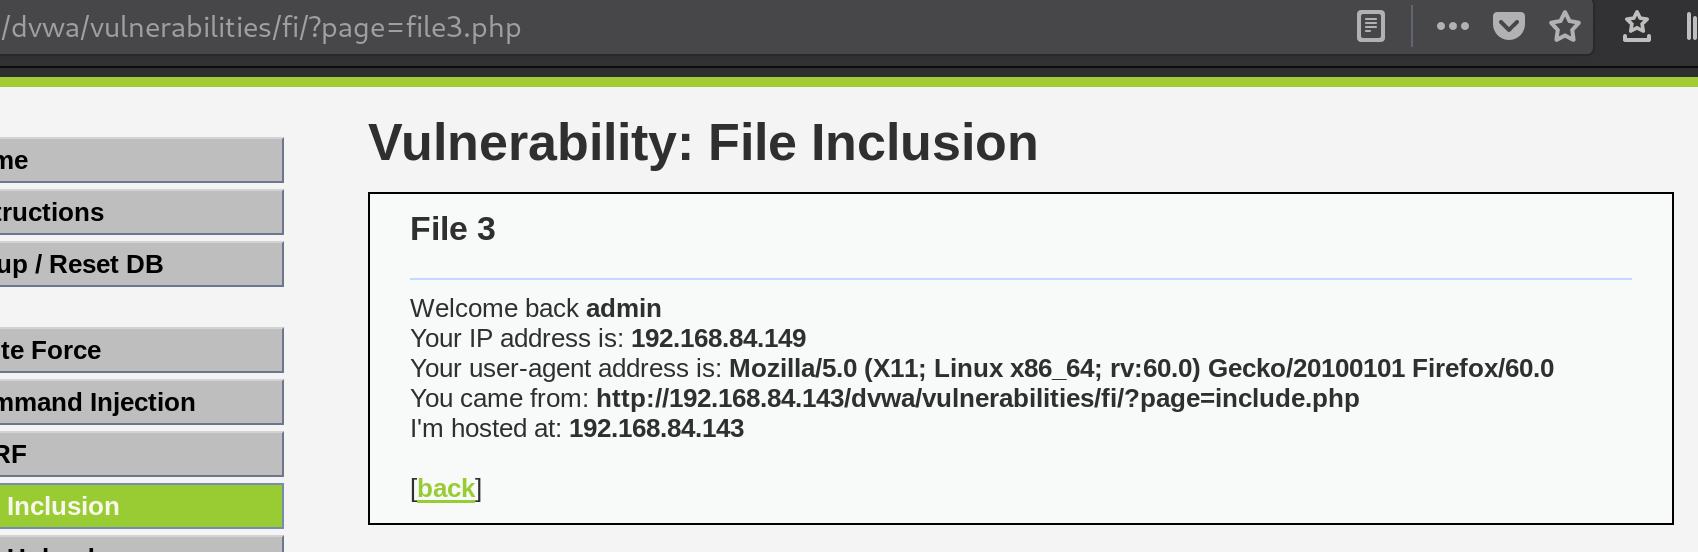 /dvwa/vulnerabilities/fi/?page=file3.php
Vulnerability: File Inclusion
me
tructions
up / Reset DB
te Force
mmand Injection
RF
Inclusion
File 3
Welcome back admin
Your IP address is: 192.168.84.149
Your user-agent address is: Mozilla/5.0 (X11; Linux x86_64; rv:60.0) Gecko/20100101 Firefox/60.0
You came from: http://192.168.84.143/dvwa/vulnerabilities/fi/?page=include.php
I'm hosted at: 192.168.84.143
[back]